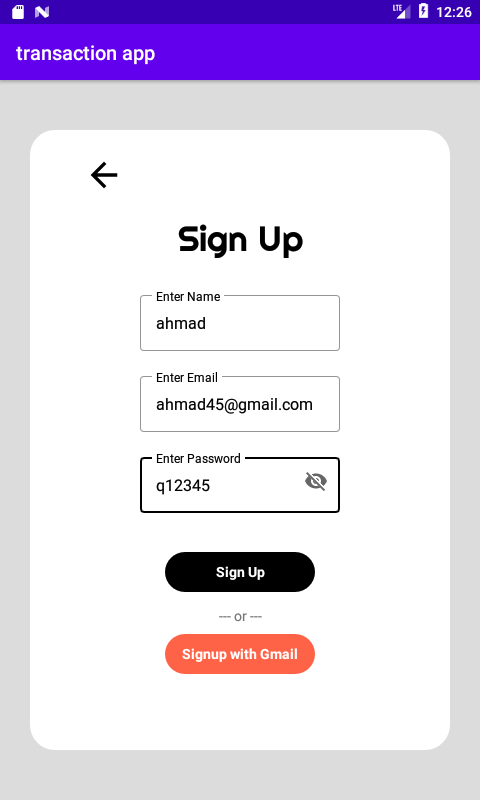 LTE 12:26
transaction app
Sign Up
Enter Name
ahmad
Enter Email
ahmad45@gmail.com
Enter Password
q12345
Sign Up
--- or ---
Signup with Gmail